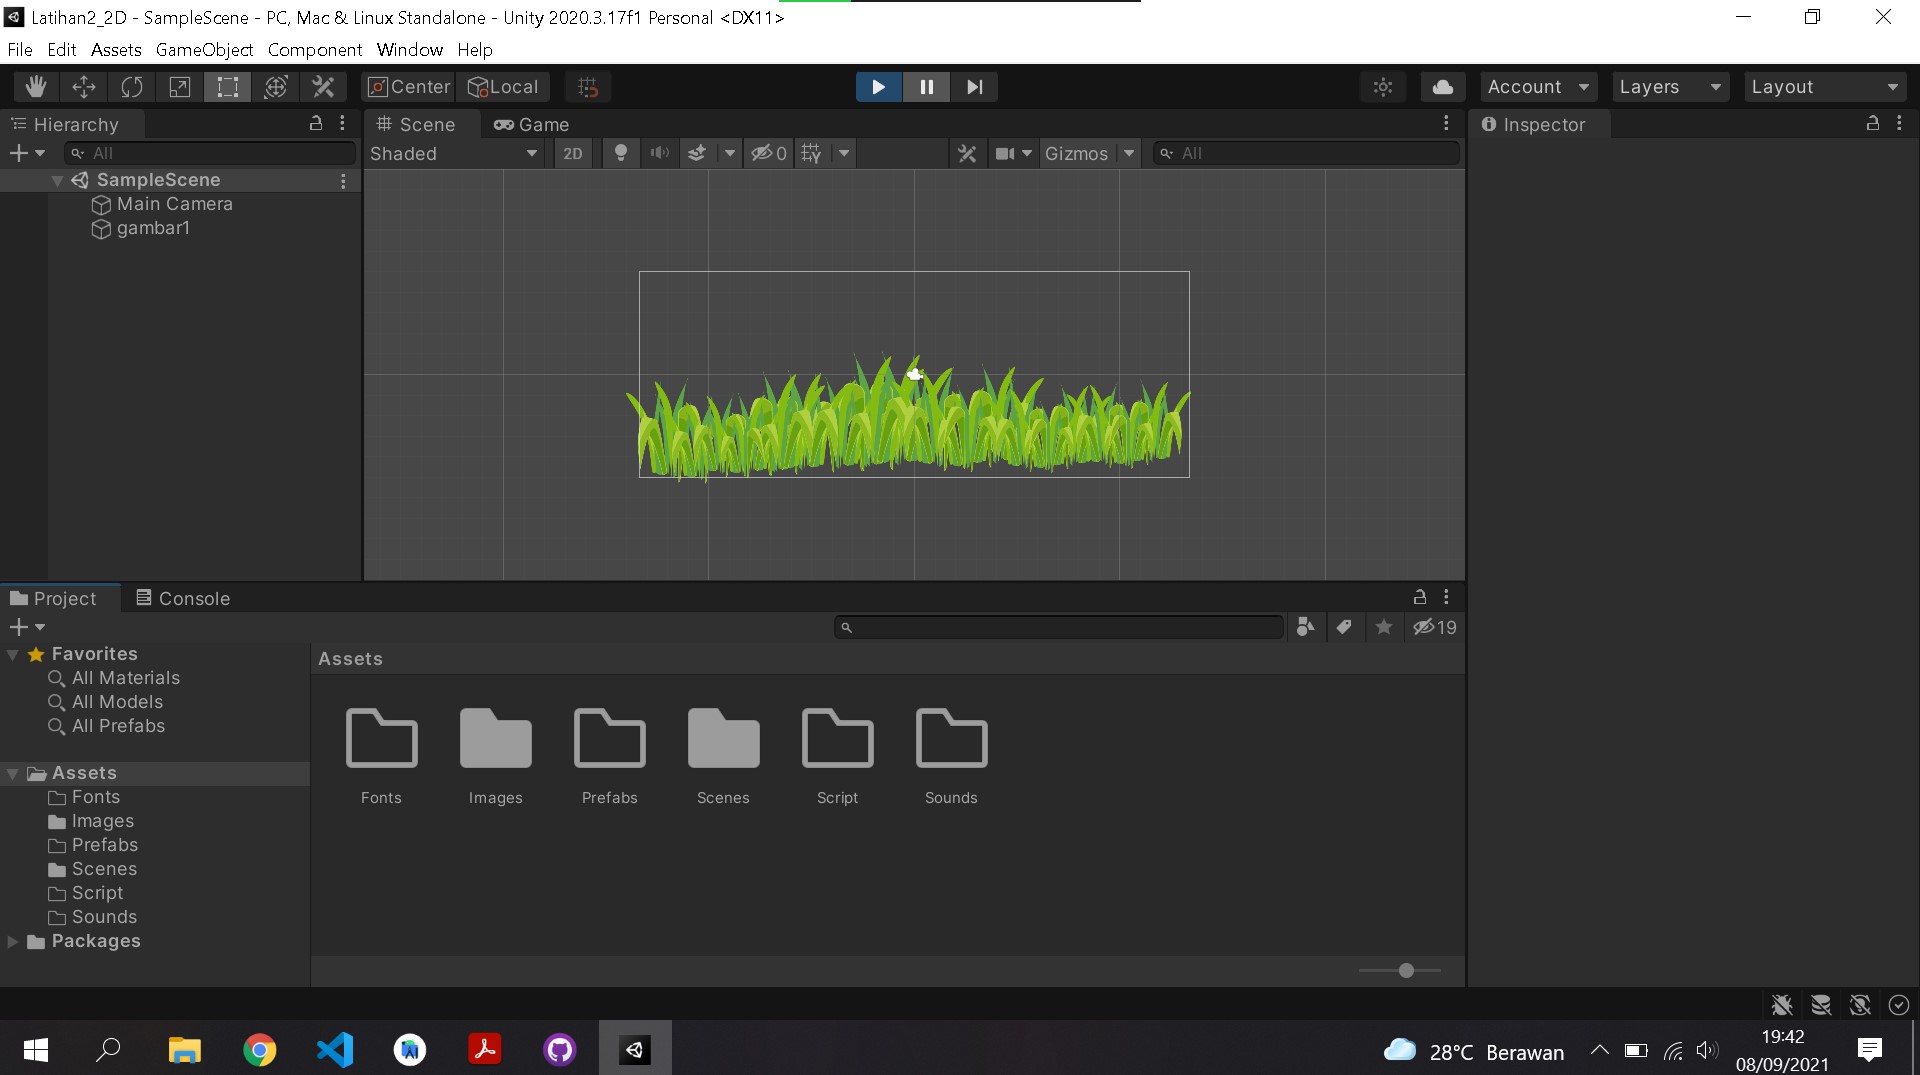 Latihan2_2D - SampleScene - PC, Mac & Linux Standalone - Unity 2020.3.17f1 Personal <DX11>
File Edit Assets GameObject Component Window Help
Center Local Account Layers Layout
Hierarchy
All
SampleScene
Main Camera
gambar1
Scene Game
Shaded 2D 0 Gizmos All
Inspector
Project Console
19
Favorites
All Materials
All Models
All Prefabs
Assets
Fonts
Images
Prefabs
Scenes
Script
Sounds
Packages
Assets
Fonts Images Prefabs Scenes Script Sounds
28°C Berawan
19:42
08/09/2021